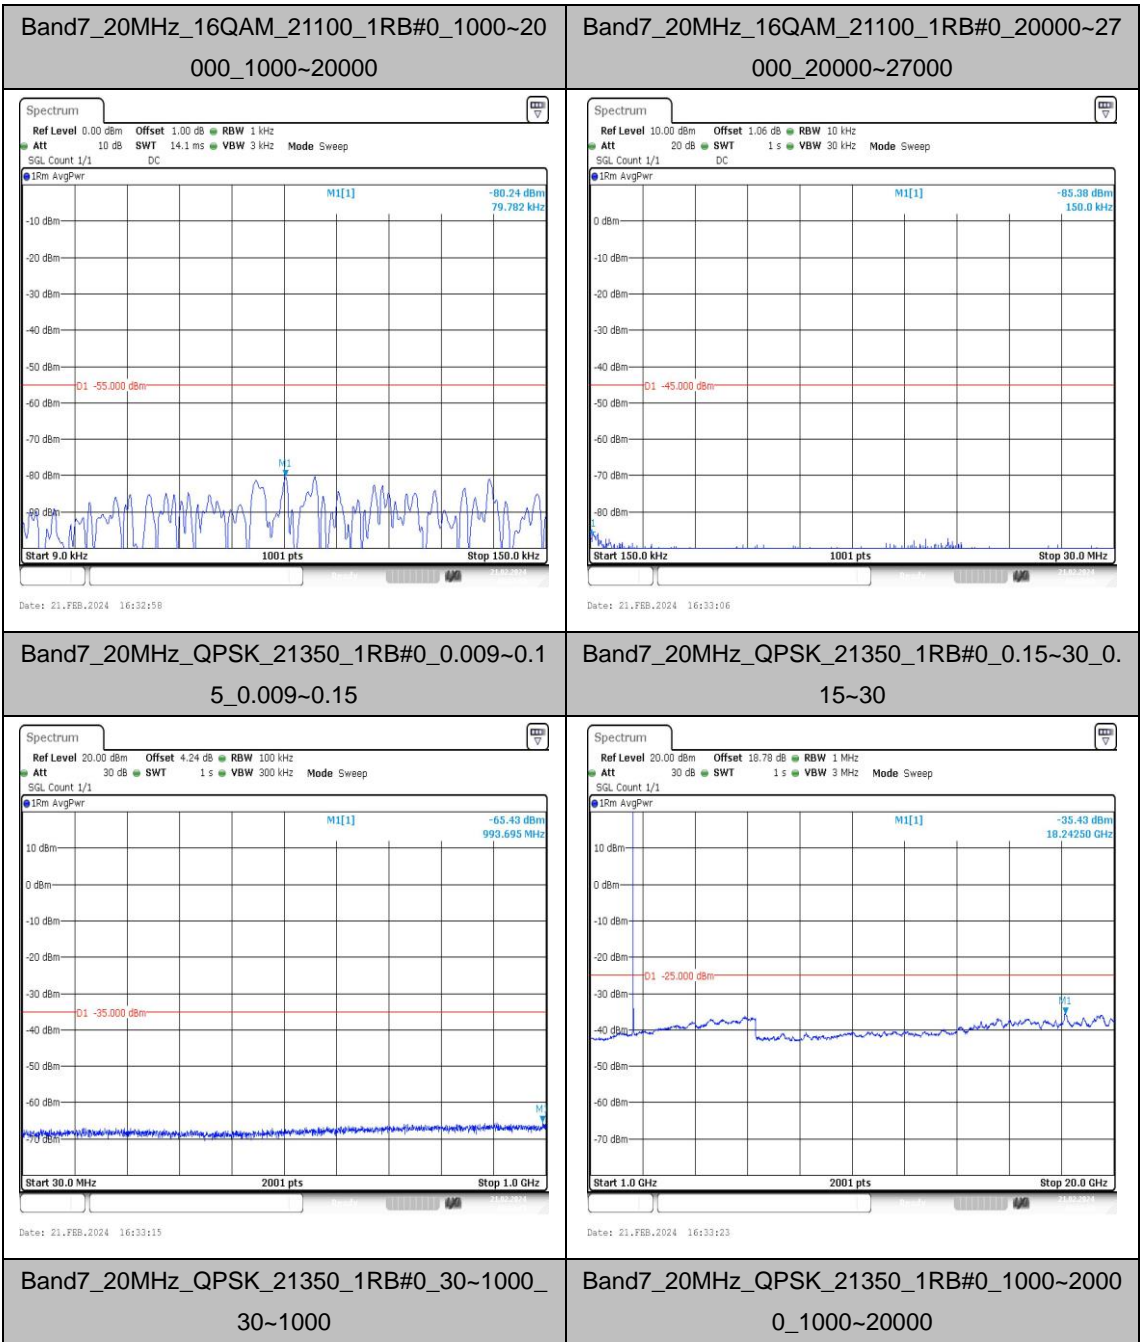 Band7_20MHz_16QAM_21100_1RB#0_1000~20
000_1000~20000
Band7_20MHz_16QAM_21100_1RB#0_20000~27
000_20000~27000
Spectrum
Ref Level 0.00 dBm Offset 1.00 dB RBW 1 kHz
Att 10 dB SWT 14.1 ms VBW 3 kHz Mode Sweep
SGL Count 1/1 DC
1Rm AvgPwr
M1[1] -80.24 dBm
79.782 kHz
-10 dBm
-20 dBm
-30 dBm
-40 dBm
-50 dBm
D1 -55.000 dBm
-60 dBm
-70 dBm
M1
-80 dBm
-90 dBm
Start 9.0 kHz 1001 pts Stop 150.0 kHz
Date: 21.FEB.2024 16:32:58
Spectrum
Ref Level 10.00 dBm Offset 1.06 dB RBW 10 kHz
Att 20 dB SWT 1 s VBW 30 kHz Mode Sweep
SGL Count 1/1 DC
1Rm AvgPwr
M1[1] -85.38 dBm
150.0 kHz
0 dBm
-10 dBm
-20 dBm
-30 dBm
-40 dBm
D1 -45.000 dBm
-50 dBm
-60 dBm
-70 dBm
-80 dBm
Start 150.0 kHz 1001 pts Stop 30.0 MHz
Date: 21.FEB.2024 16:33:06
Band7_20MHz_QPSK_21350_1RB#0_0.009~0.1
5_0.009~0.15
Band7_20MHz_QPSK_21350_1RB#0_0.15~30_0.
15~30
Spectrum
Ref Level 20.00 dBm Offset 4.24 dB RBW 100 kHz
Att 30 dB SWT 1 s VBW 300 kHz Mode Sweep
SGL Count 1/1
1Rm AvgPwr
M1[1] -65.43 dBm
993.695 MHz
10 dBm
0 dBm
-10 dBm
-20 dBm
-30 dBm
D1 -35.000 dBm
-40 dBm
-50 dBm
-60 dBm
-70 dBm
Start 30.0 MHz 2001 pts Stop 1.0 GHz
Date: 21.FEB.2024 16:33:15
Spectrum
Ref Level 20.00 dBm Offset 18.78 dB RBW 1 MHz
Att 30 dB SWT 1 s VBW 3 MHz Mode Sweep
SGL Count 1/1
1Rm AvgPwr
M1[1] -35.43 dBm
18.24250 GHz
10 dBm
0 dBm
-10 dBm
-20 dBm
D1 -25.000 dBm
-30 dBm
M1
-40 dBm
-50 dBm
-60 dBm
-70 dBm
Start 1.0 GHz 2001 pts Stop 20.0 GHz
Date: 21.FEB.2024 16:33:23
Band7_20MHz_QPSK_21350_1RB#0_30~1000_
30~1000
Band7_20MHz_QPSK_21350_1RB#0_1000~2000
0_1000~20000